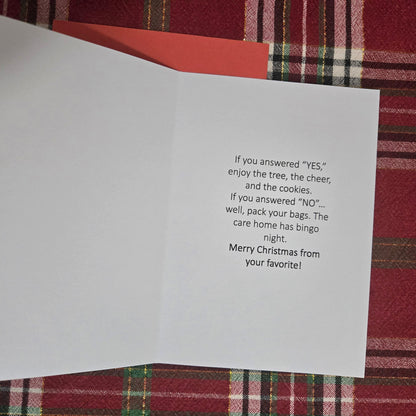 If you answered “YES,”
enjoy the tree, the cheer,
and the cookies.
If you answered “NO”...
well, pack your bags. The
care home has bingo
night.
Merry Christmas from
your favorite!